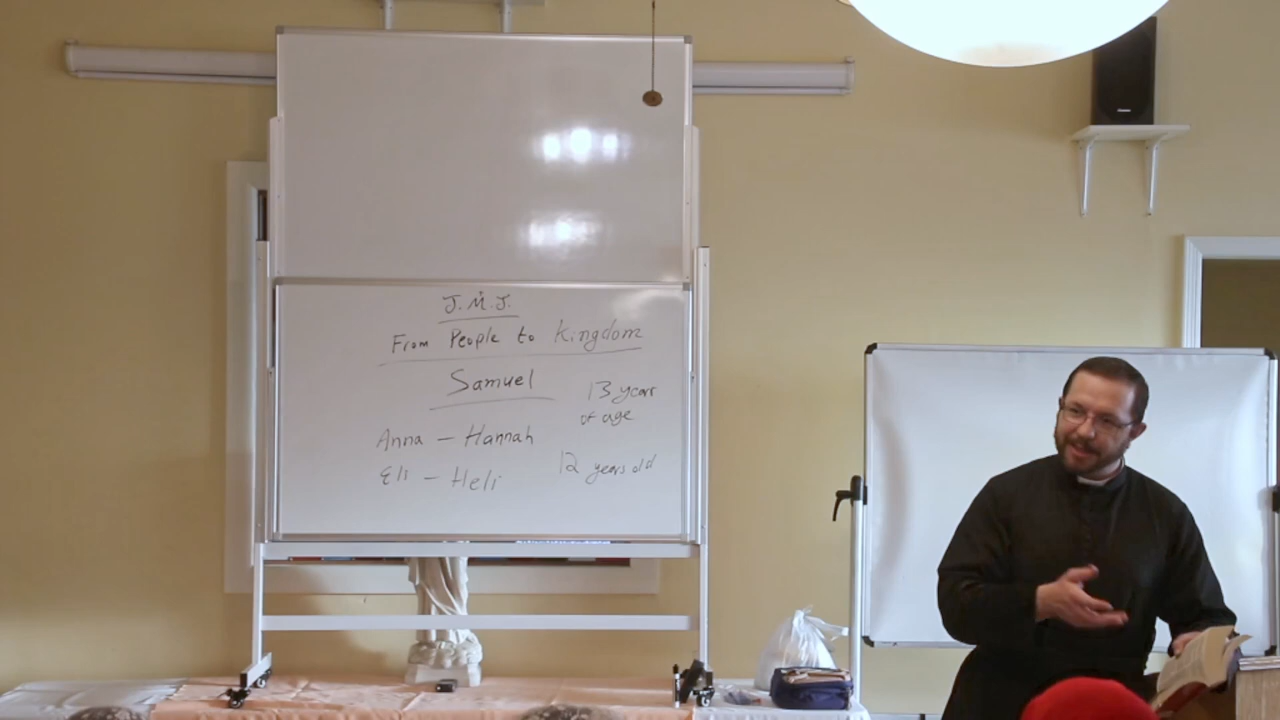 J.M.J.
From People to Kingdom
Samuel
13 years
of age
Anna – Hannah
Eli – Heli
12 years old